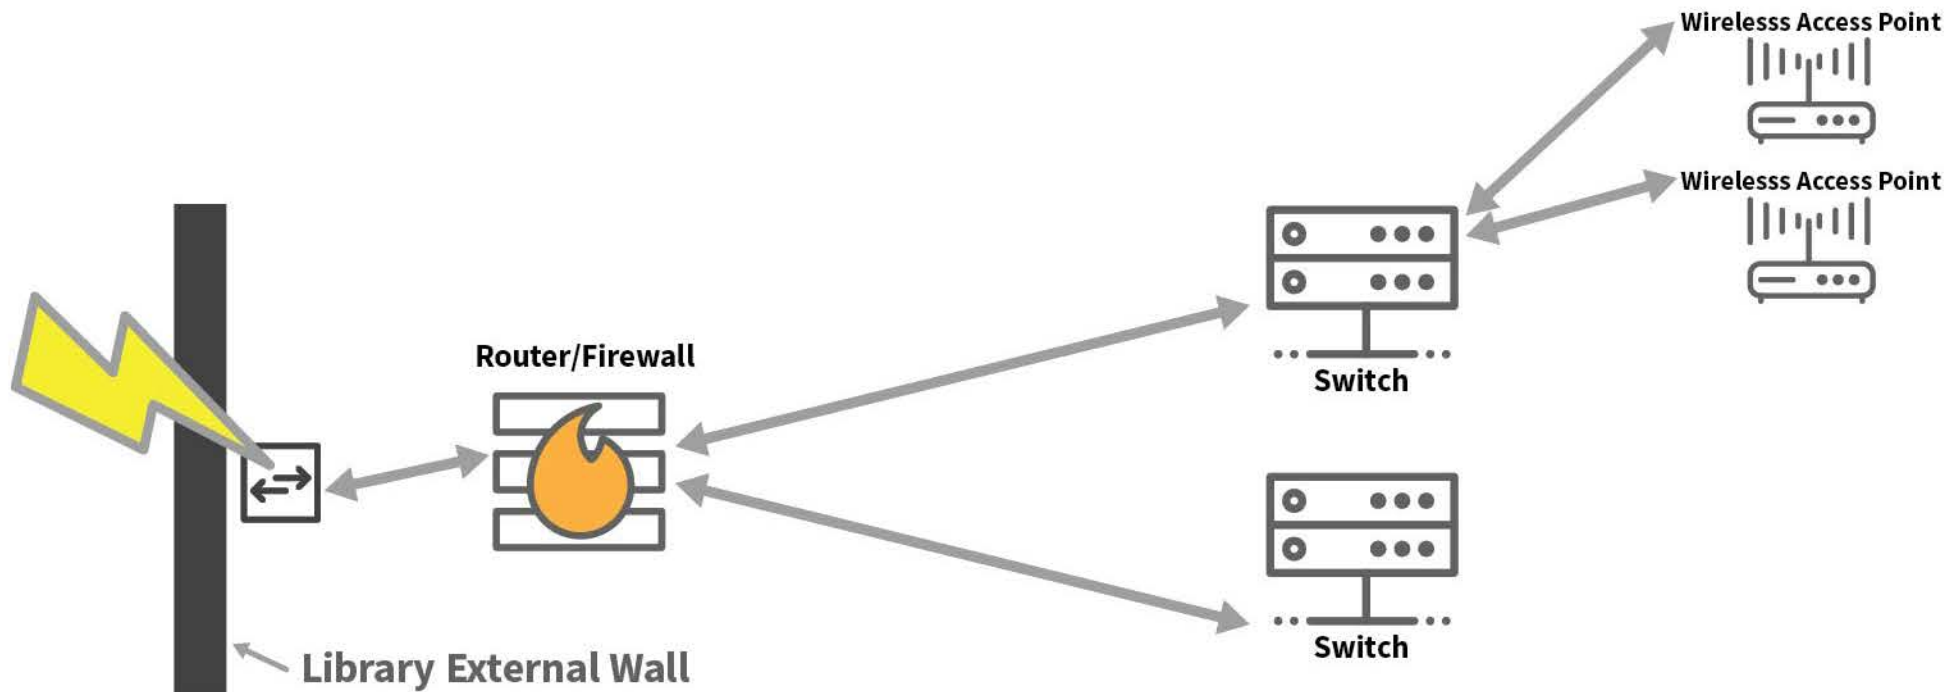 Wirelesss Access Point
Wirelesss Access Point
Router/Firewall
Switch
Switch
Library External Wall